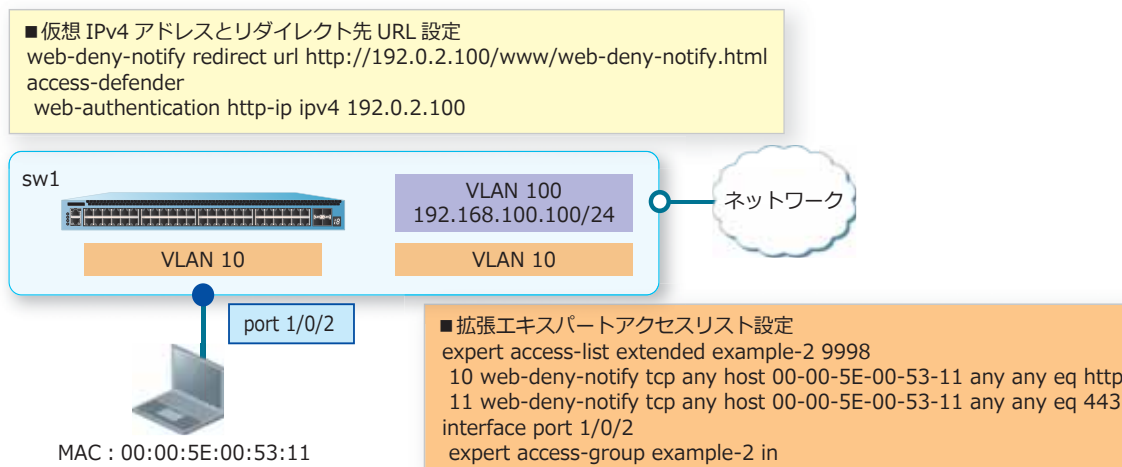 ■仮想 IPv4 アドレスとリダイレクト先 URL 設定
web-deny-notify redirect url http://192.0.2.100/www/web-deny-notify.html
access-defender
web-authentication http-ip ipv4 192.0.2.100
sw1
VLAN 100
192.168.100.100/24
ネットワーク
VLAN 10
VLAN 10
port 1/0/2
■拡張エキスパートアクセスリスト設定
expert access-list extended example-2 9998
10 web-deny-notify tcp any host 00-00-5E-00-53-11 any any eq http
11 web-deny-notify tcp any host 00-00-5E-00-53-11 any any eq 443
interface port 1/0/2
expert access-group example-2 in
MAC : 00:00:5E:00:53:11